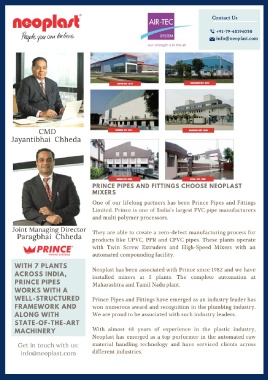 neoplast®
People, you can believe.
AIR-TEC
SYSTEM
Contact Us
+91-79-40396030
info@neoplast.com
CMD
Jayantibhai Chheda
Joint Managing Director
Paragbhai Chheda
PRINCE
WITH 7 PLANTS
ACROSS INDIA,
PRINCE PIPES
WORKS WITH A
WELL-STRUCTURED
FRAMEWORK AND
ALONG WITH
STATE-OF-THE-ART
MACHINERY
Get in touch with us:
info@neoplast.com
PRINCE PIPES AND FITTINGS CHOOSE NEOPLAST
MIXERS
One of our lifelong partners has been Prince Pipes and Fittings
Limited. Prince is one of India's largest PVC pipe manufacturers
and multi polymer processors.
They are able to create a zero-defect manufacturing process for
products like UPVC, PPR and CPVC pipes. These plants operate
with Twin Screw Extruders and High-Speed Mixers with an
automated compounding facility.
Neoplast has been associated with Prince since 1982 and we have
installed mixers at 5 plants. The complete automation at
Maharashtra and Tamil Nadu plant.
Prince Pipes and Fittings have emerged as an industry leader has
won numerous award and recognition in the plumbing industry.
We are proud to be associated with such industry leaders.
With almost 48 years of experience in the plastic industry,
Neoplast has emerged as a top performer in the automated raw
material handling technology and have serviced clients across
different industries.